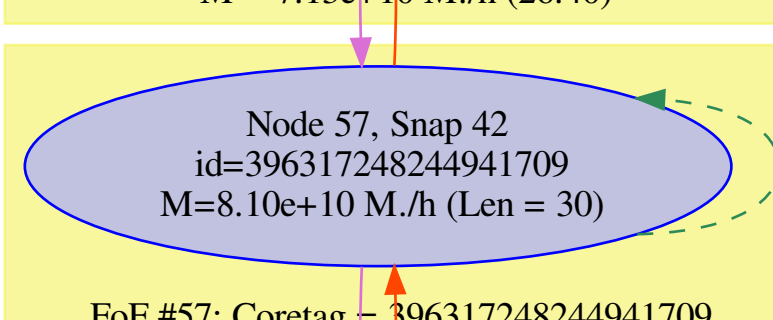 Node 57, Snap 42
id=396317248244941709
M=8.10e+10 M./h (Len = 30)
FoF #57; Coretag = 396317248244941709